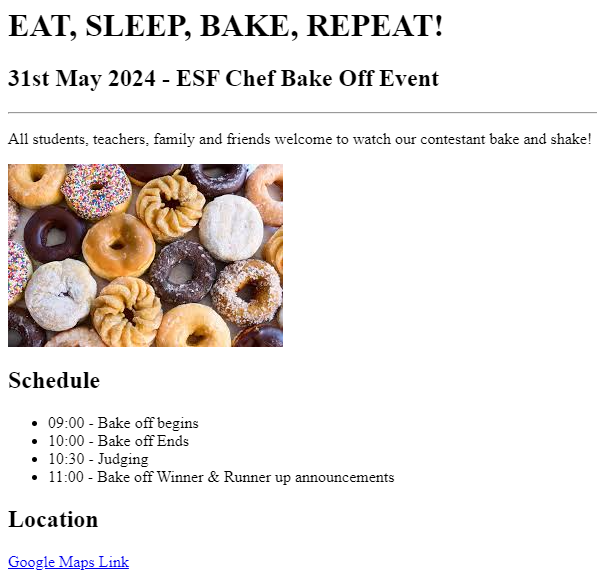 EAT, SLEEP, BAKE, REPEAT!
31st May 2024 - ESF Chef Bake Off Event
All students, teachers, family and friends welcome to watch our contestant bake and shake!
Schedule
• 09:00 - Bake off begins
• 10:00 - Bake off Ends
• 10:30 - Judging
• 11:00 - Bake off Winner & Runner up announcements
Location
Google Maps Link